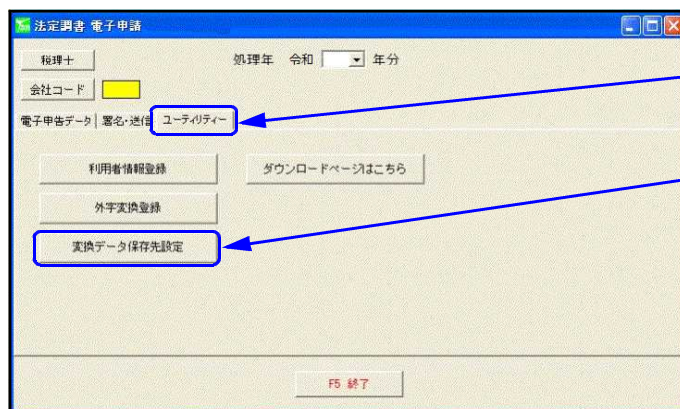 法定調書 電子申請
税理士 処理年 令和 年分
会社コード
電子申告データ 署名・送信 ユーティリティー
利用者情報登録 ダウンロードページはこちら
外字変換登録
変換データ保存先設定
F5 終了